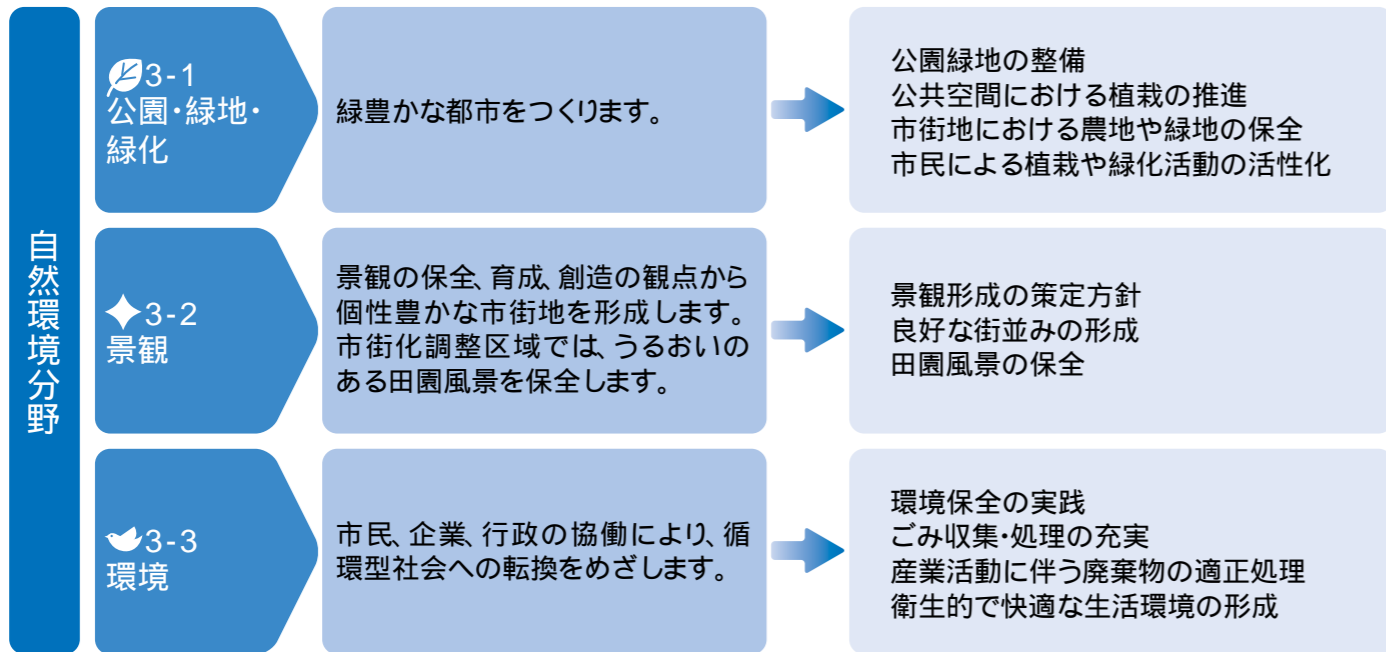 自然環境分野
3-1
公園・緑地・
緑化
緑豊かな都市をつくります。
公園緑地の整備
公共空間における植栽の推進
市街地における農地や緑地の保全
市民による植栽や緑化活動の活性化
3-2
景観
景観の保全、育成、創造の観点から
個性豊かな市街地を形成します。
市街化調整区域では、うるおいの
ある田園風景を保全します。
景観形成の策定方針
良好な街並みの形成
田園風景の保全
3-3
環境
市民、企業、行政の協働により、循
環型社会への転換をめざします。
環境保全の実践
ごみ収集・処理の充実
産業活動に伴う廃棄物の適正処理
衛生的で快適な生活環境の形成